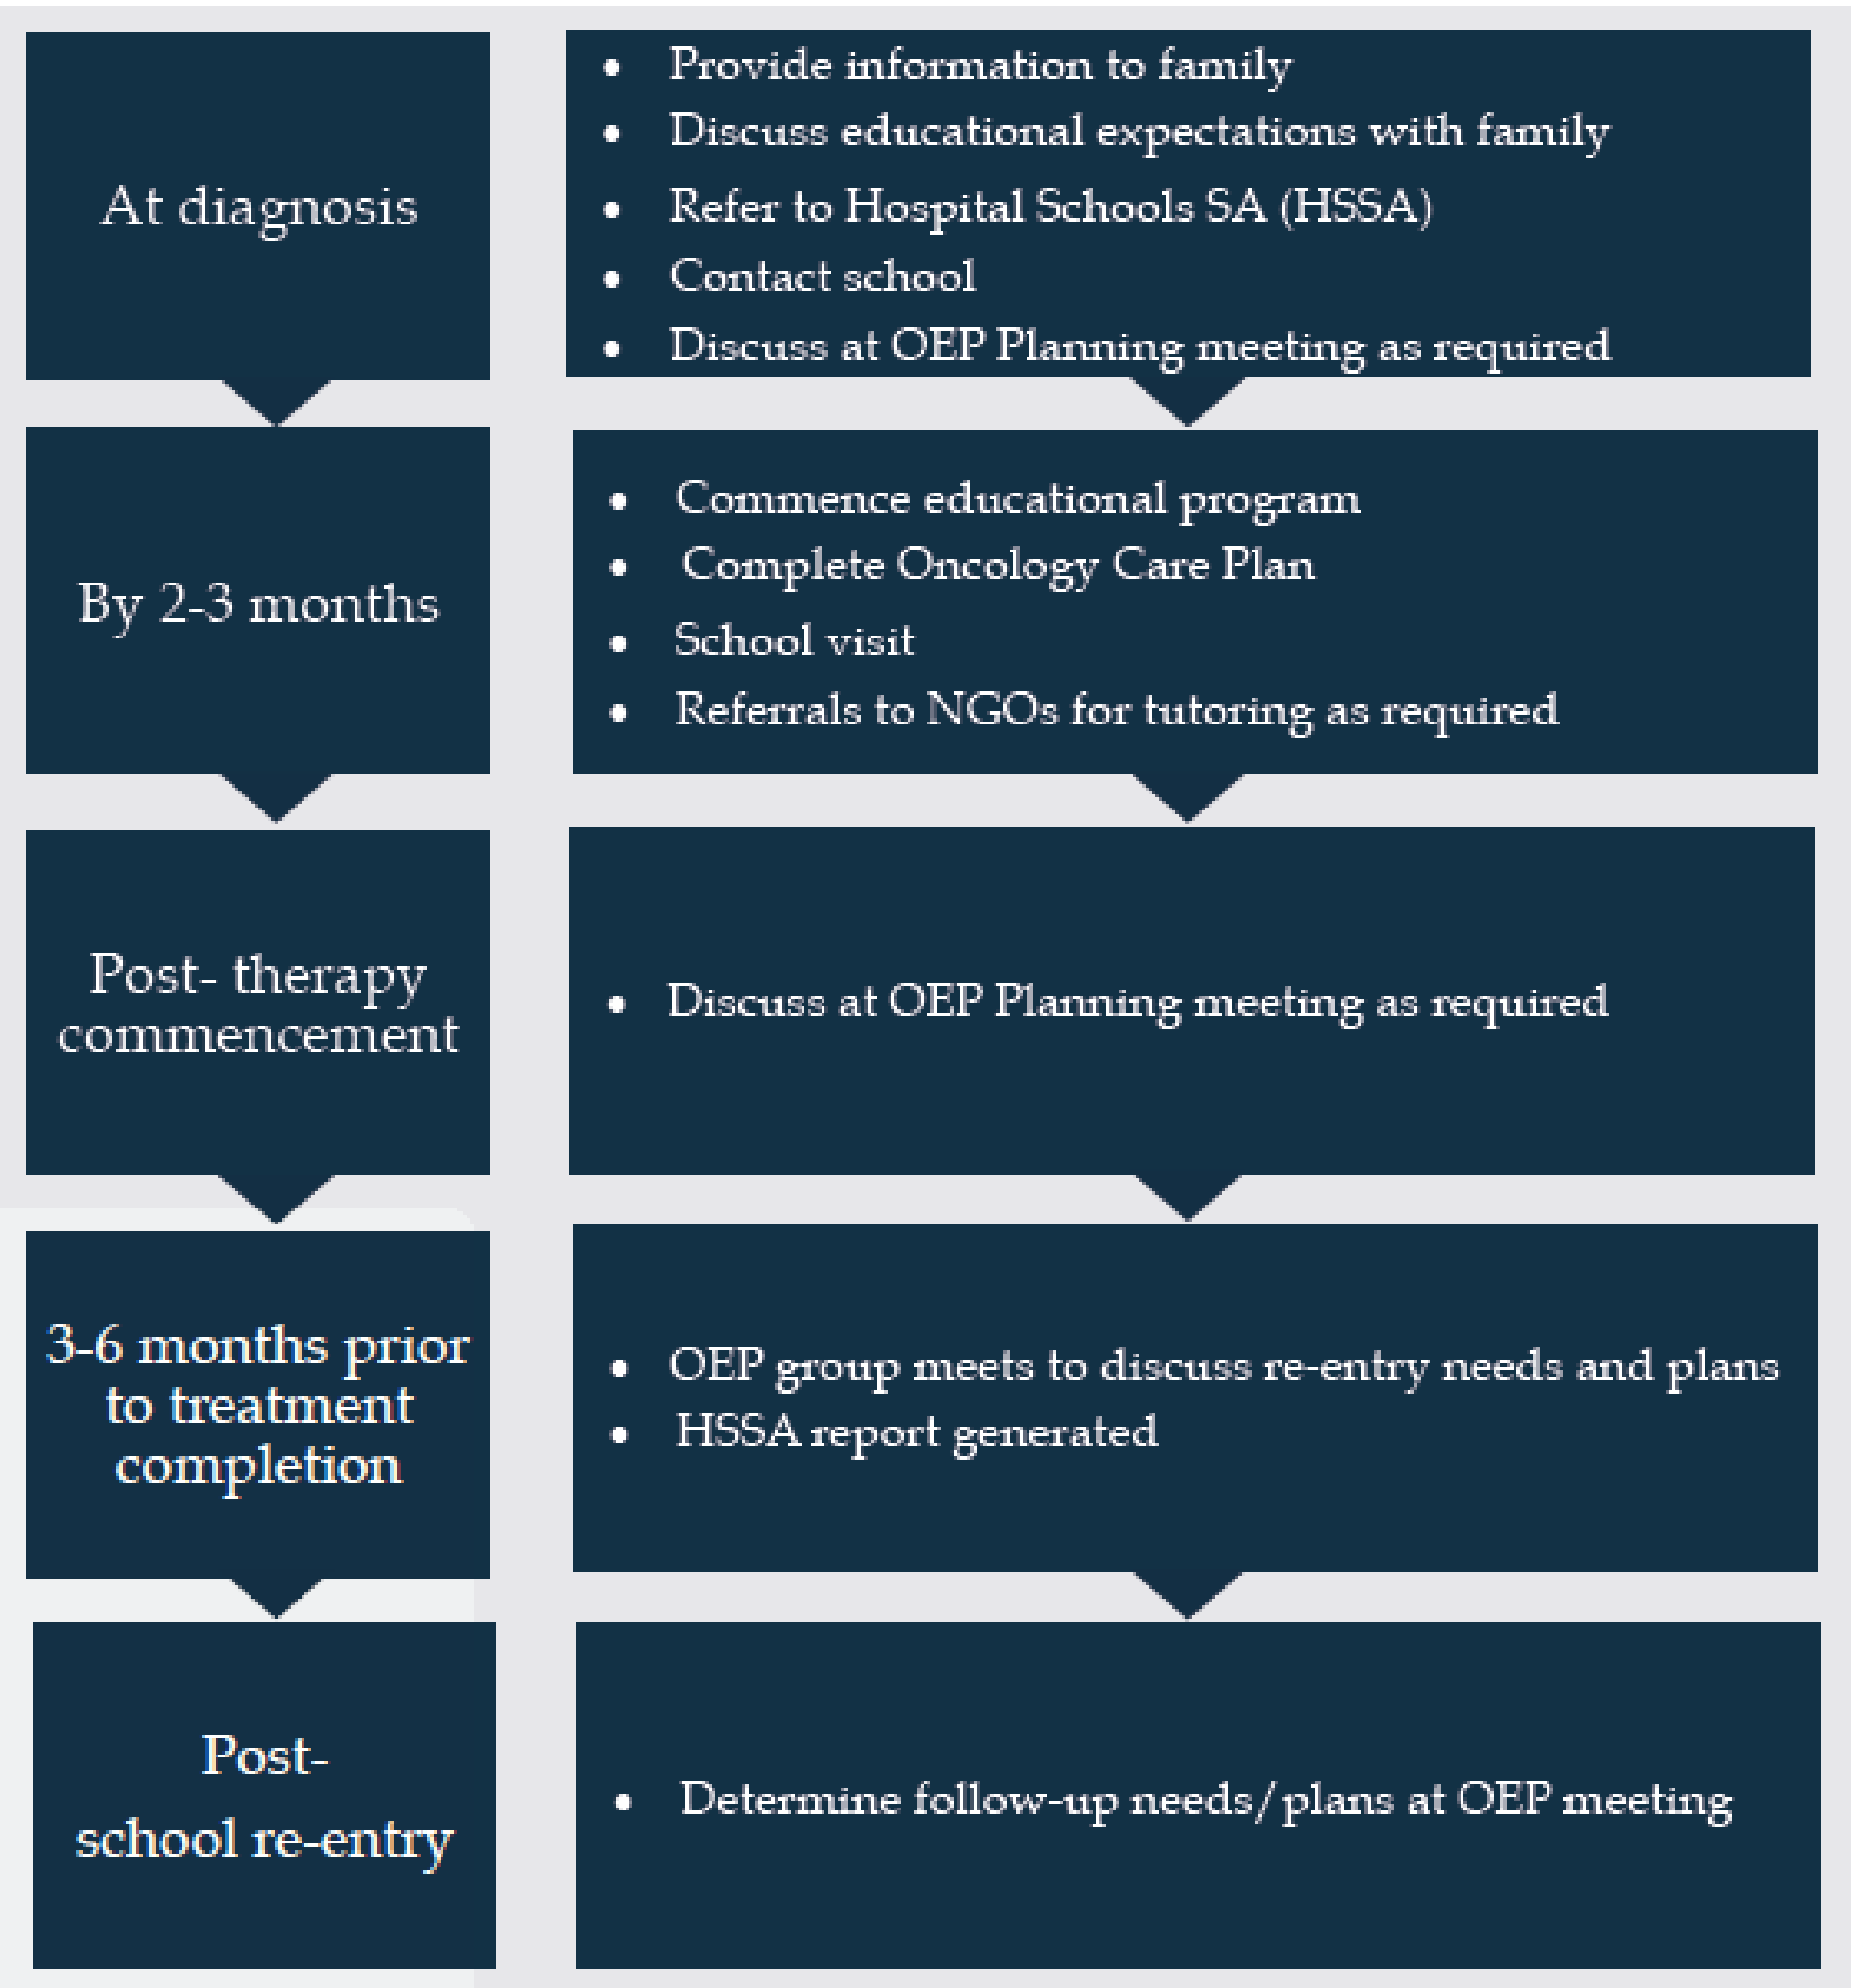 At diagnosis
• Provide information to family
• Discuss educational expectations with family
• Refer to Hospital Schools SA (HSSA)
• Contact school
• Discuss at OEP Planning meeting as required
By 2-3 months
• Commence educational program
• Complete Oncology Care Plan
• School visit
• Referrals to NGOs for tutoring as required
Post- therapy
commencement
• Discuss at OEP Planning meeting as required
3-6 months prior
to treatment
completion
• OEP group meets to discuss re-entry needs and plans
• HSSA report generated
Post-
school re-entry
• Determine follow-up needs/plans at OEP meeting